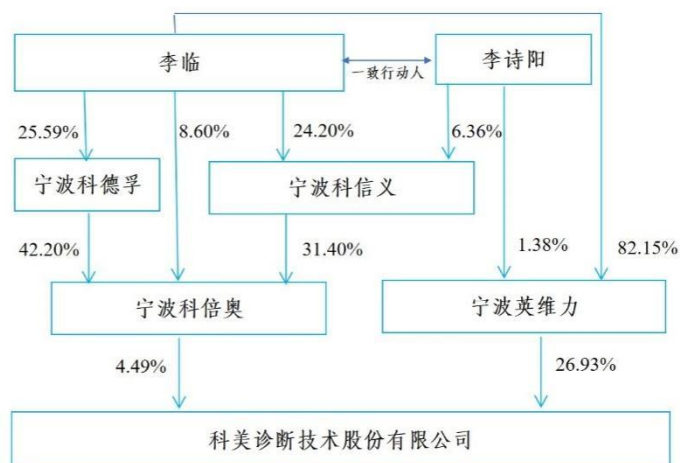 李临
一致行动人
李诗阳
25.59%
8.60%
24.20%
6.36%
宁波科德孚
宁波科信义
42.20%
31.40%
1.38%
82.15%
宁波科倍奥
宁波英维力
4.49%
26.93%
科美诊断技术股份有限公司